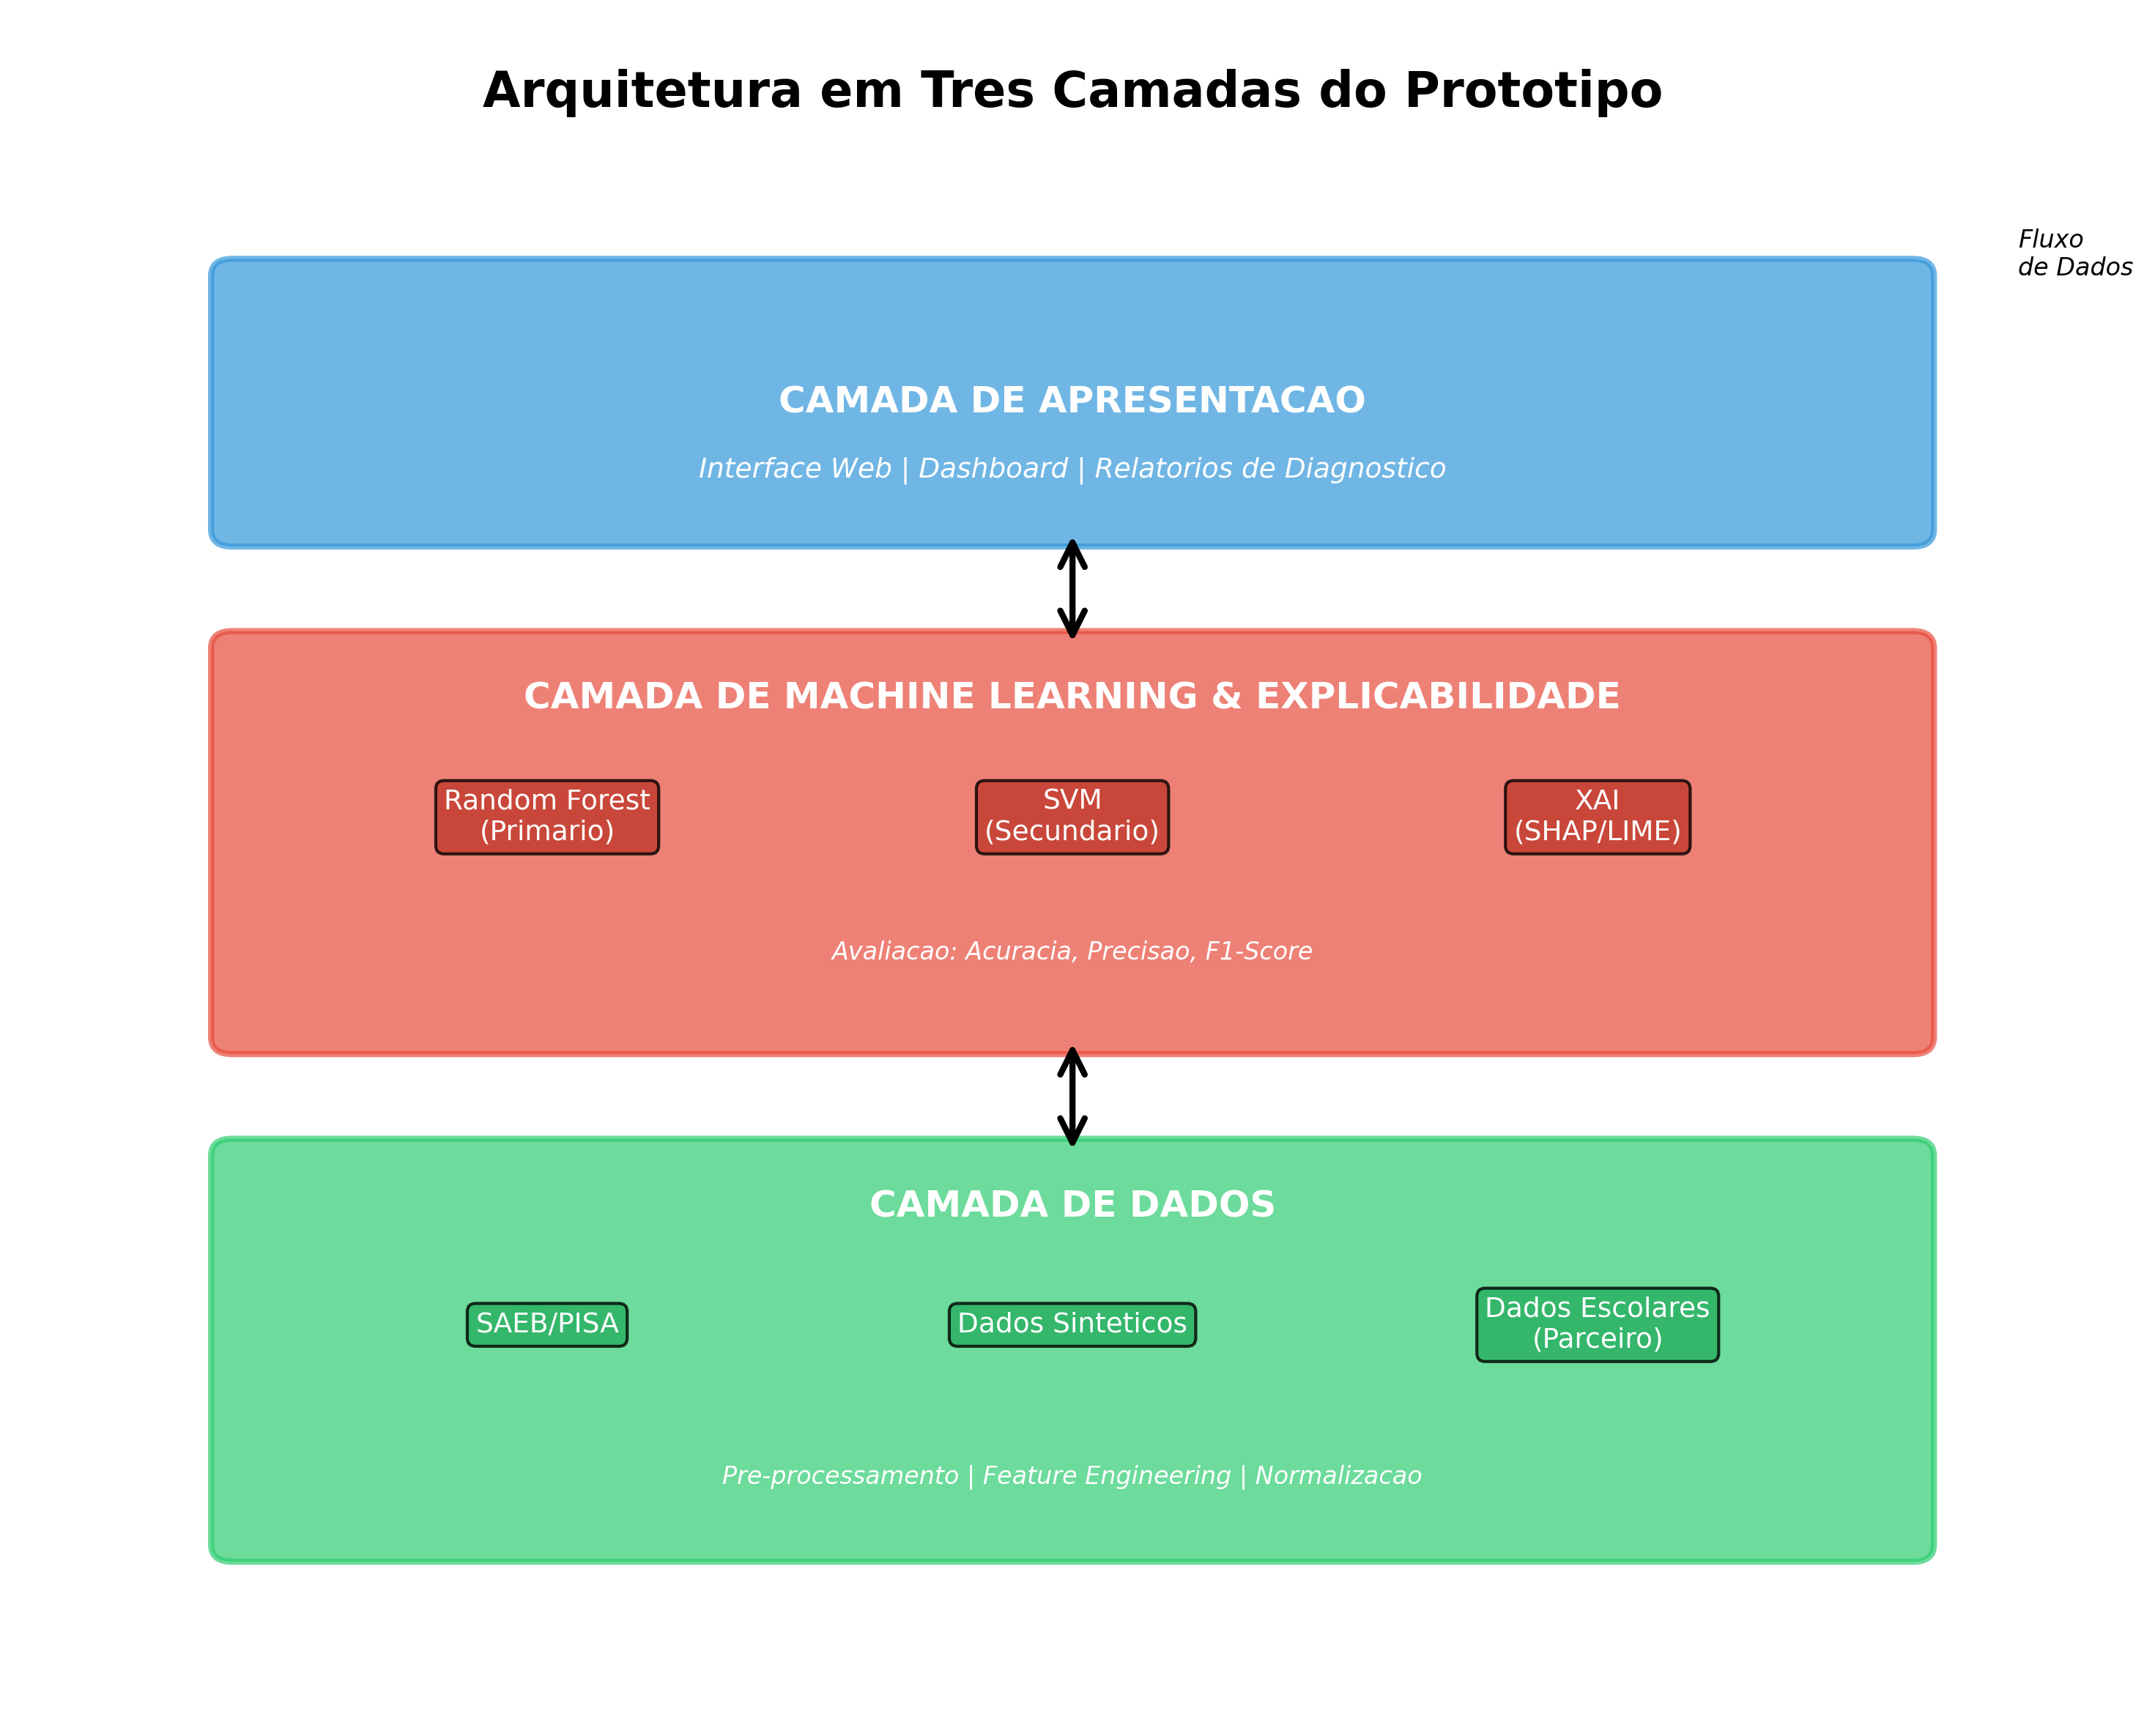 Arquitetura em Tres Camadas do Prototipo
Fluxo
de Dados
CAMADA DE APRESENTACAO
Interface Web | Dashboard | Relatorios de Diagnostico
CAMADA DE MACHINE LEARNING & EXPLICABILIDADE
Random Forest
(Primario)
SVM
(Secundario)
XAI
(SHAP/LIME)
Avaliacao: Acuracia, Precisao, F1-Score
CAMADA DE DADOS
SAEB/PISA
Dados Sinteticos
Dados Escolares
(Parceiro)
Pre-processamento | Feature Engineering | Normalizacao